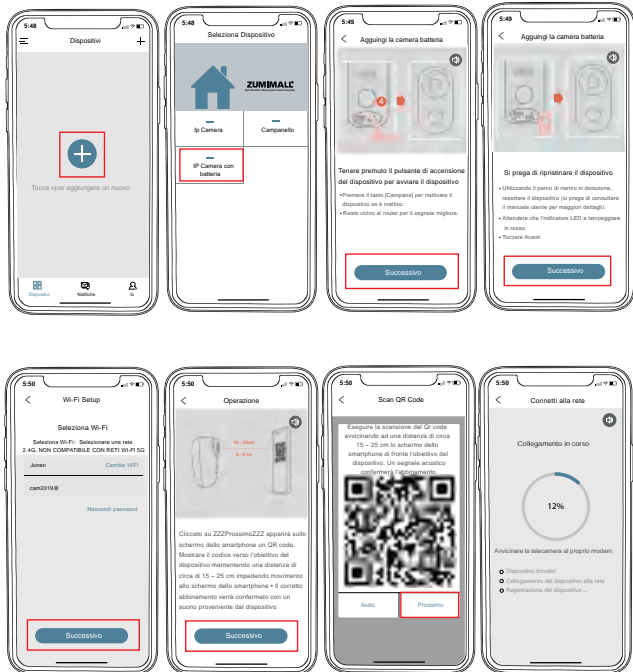 5:48
Dispositivi
Tocca +per aggiungere un nuovo
Dispositivi
Notifiche
Io
5:48
Seleziona Dispositivo
ZUMIMALL
Ip Camera
Campanello
IP Camera con
batteria
5:49
Agguingi la camera batteria
4
Tenere premuto il pulsante di accensione
del dispositivo per avviare il dispositivo
•Premere il tasto [Campana] per riattivare il
dispositivo se è inattivo.
• Resta vicino al router per il segnale migliore.
Successivo
5:49
Agguingi la camera batteria
Si prega di ripristinare il dispositivo
• Utilizzando il perno di riarmo in dotazione,
resettare il dispositivo (si prega di consultare
il manuale utente per maggiori dettagli).
• Attendere che l'indicatore LED a lampeggiare
in rosso.
• Toccare Avanti
Successivo
5:50
Wi-Fi Setup
Seleziona Wi-Fi
Seleziona Wi-Fi: Selezionare una rete
2.4G, NON COMPATIBILE CON RETI WI-FI 5G
Junan
Cambia WiFi
cam2019@
Nascondi password
Successivo
5:50
Operazione
15~25cm
5 ~9 in
Cliccato su ZZZProssimoZZZ apparirà sullo
schermo dello smartphone un QR code.
Mostrare il codice verso l'obiettivo del
dispositivo mantendendo una distanza di
circa di 15 ~ 25 cm impedendo movimento
allo schermo dello smartphone • Il corretto
abbinamento verrà confermato con un
suono proveniente dal dispositivo
Successivo
5:50
Scan QR Code
Eseguire la scansione del Qr code
avvicinando ad una distanza di circa
15 ~ 25 cm lo schermo dello
smartphone di fronte l'obiettivo del
dispositivo. Un segnale acustico
confermerà l'abbinamento.
Aiuto
Prossimo
5:50
Connetti alla rete
Collegamento in corso
12%
Avvicinare la telecamera al proprio modem:
Dispositivo trovato!
Collegamento del dispositivo alla rete
Registrazione del dispositivo ...